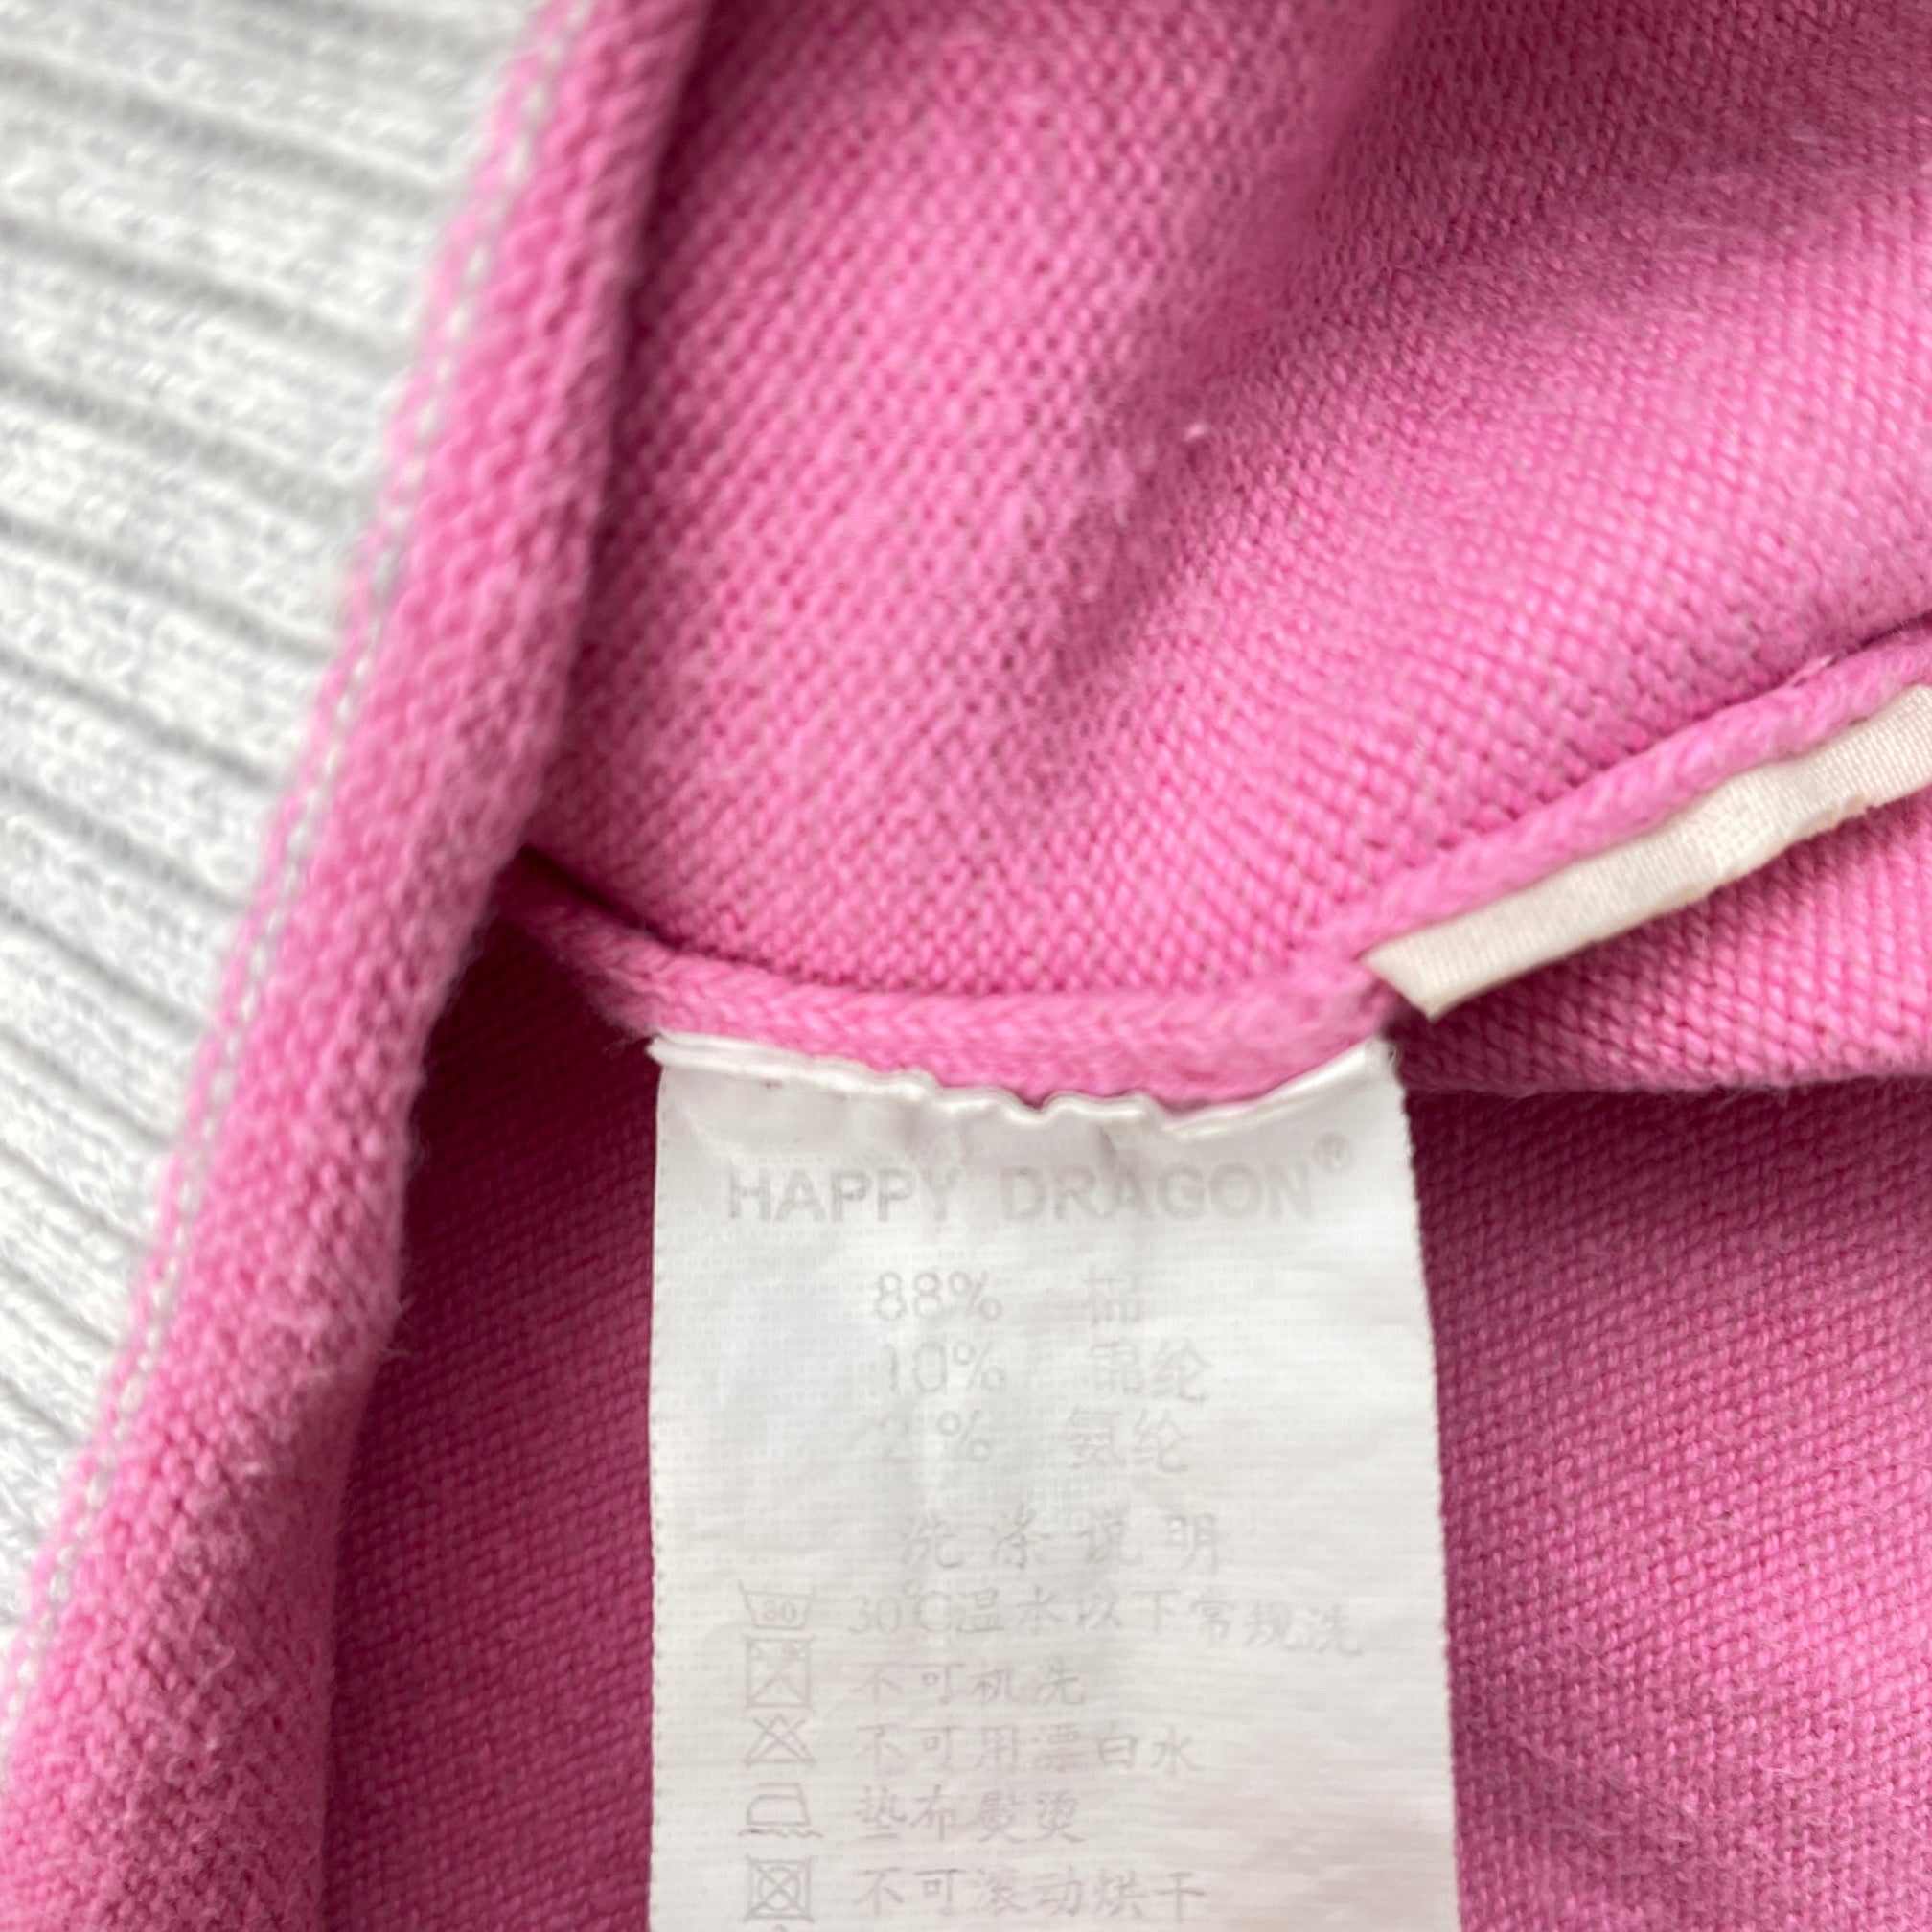 HAPPY DRAGON®
88% 棉
10% 锦纶
2 % 氨纶
洗涤说明
30 30℃温水以下常规洗
不可机洗
不可用漂白水
垫布熨烫
不可滚动烘干